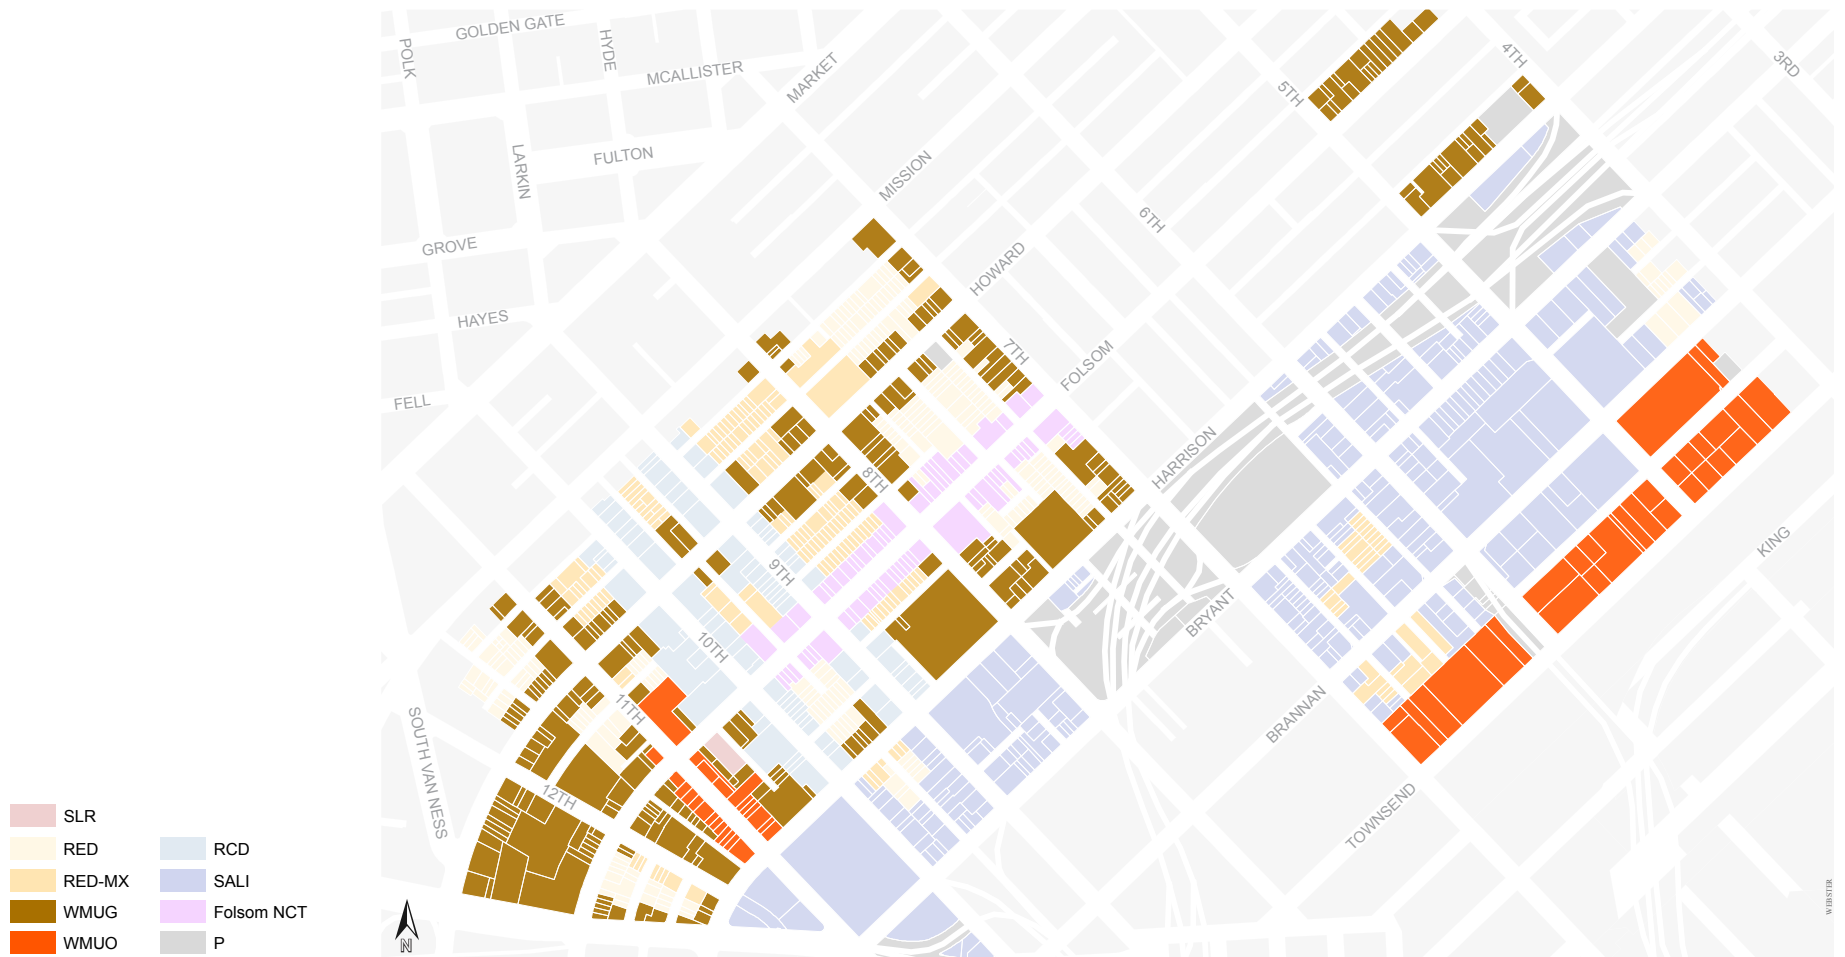 GOLDEN GATE
POLK
HYDE
MCALLISTER
MARKET
4TH
3RD
5TH
LARKIN
FULTON
MISSION
6TH
GROVE
HOWARD
HAYES
7TH
FOLSOM
FELL
8TH
HARRISON
9TH
KING
10TH
BRYANT
11TH
BRANNAN
SOUTH VAN NESS
12TH
TOWNSEND
WEBSTER
SLR
RED
RCD
RED-MX
SALI
WMUG
Folsom NCT
WMUO
P
N